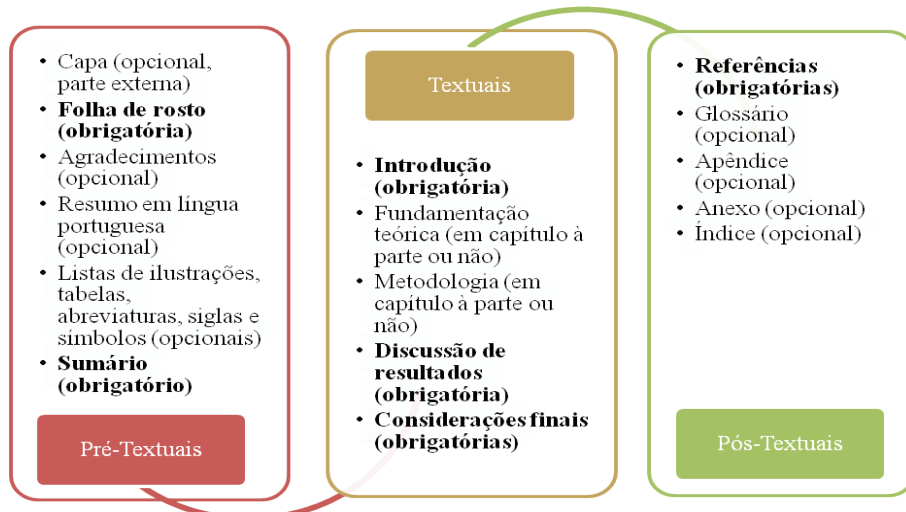 • Capa (opcional,
parte externa)
• Folha de rosto
(obrigatória)
• Agradecimentos
(opcional)
• Resumo em língua
portuguesa
(opcional)
• Listas de ilustrações,
tabelas,
abreviaturas, siglas e
símbolos (opcionais)
• Sumário
(obrigatório)
Pré-Textuais
Textuais
• Introdução
(obrigatória)
• Fundamentação
teórica (em capítulo à
parte ou não)
• Metodologia (em
capítulo à parte ou
não)
• Discussão de
resultados
(obrigatória)
• Considerações finais
(obrigatórias)
• Referências
(obrigatórias)
• Glossário
(opcional)
• Apêndice
(opcional)
• Anexo (opcional)
• Índice (opcional)
Pós-Textuais